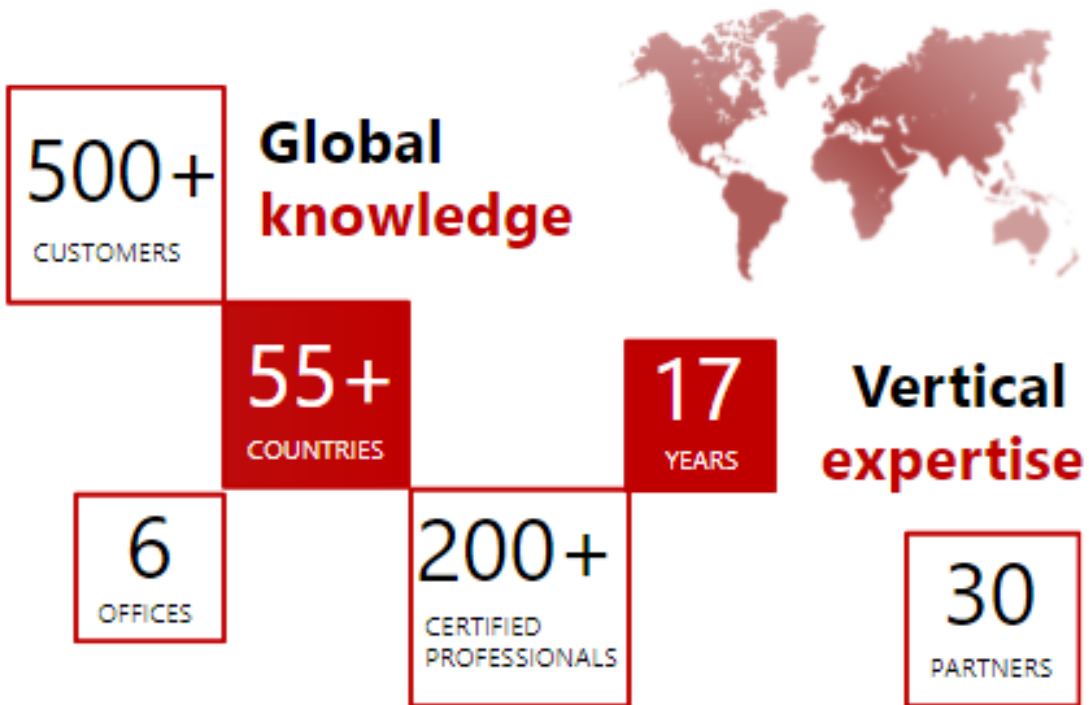 500+
CUSTOMERS
Global
knowledge
55+
COUNTRIES
17
YEARS
Vertical
expertise
6
OFFICES
200+
CERTIFIED
PROFESSIONALS
30
PARTNERS